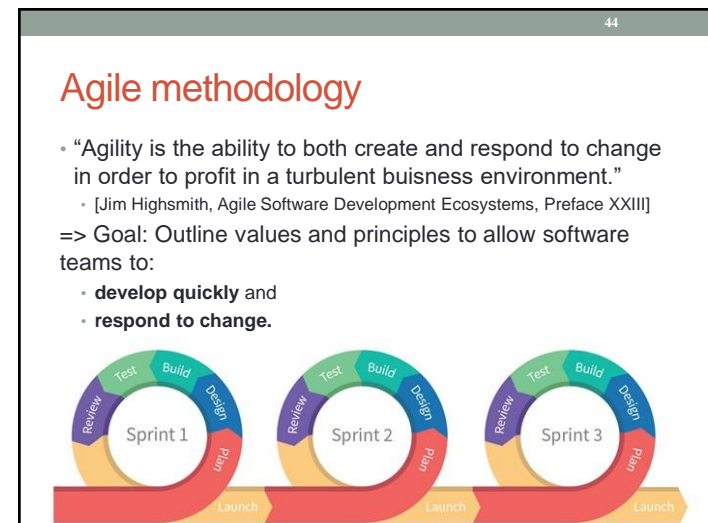 44
Agile methodology
• “Agility is the ability to both create and respond to change
in order to profit in a turbulent buisness environment.”
• [Jim Highsmith, Agile Software Development Ecosystems, Preface XXIII]
=> Goal: Outline values and principles to allow software
teams to:
• develop quickly and
• respond to change.
Test Build Design Plan Review Sprint 1 Launch
Test Build Design Plan Review Sprint 2 Launch
Test Build Design Plan Review Sprint 3 Launch